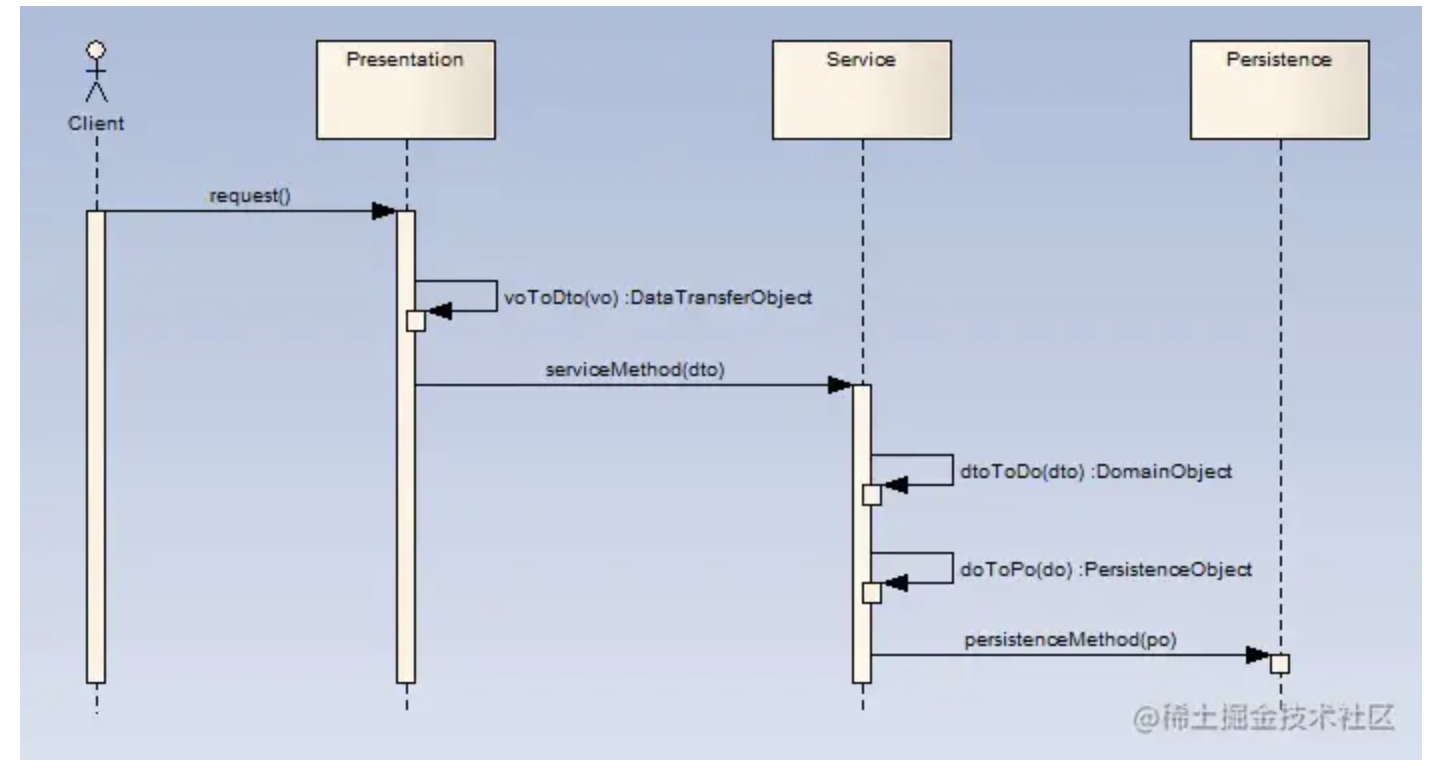 Client
Presentation
Service
Persistence
request()
voToDto(vo) :DataTransferObject
serviceMethod(dto)
dtoToDo(dto) :DomainObject
doToPo(do) :PersistenceObject
persistenceMethod(po)
@稀土掘金技术社区